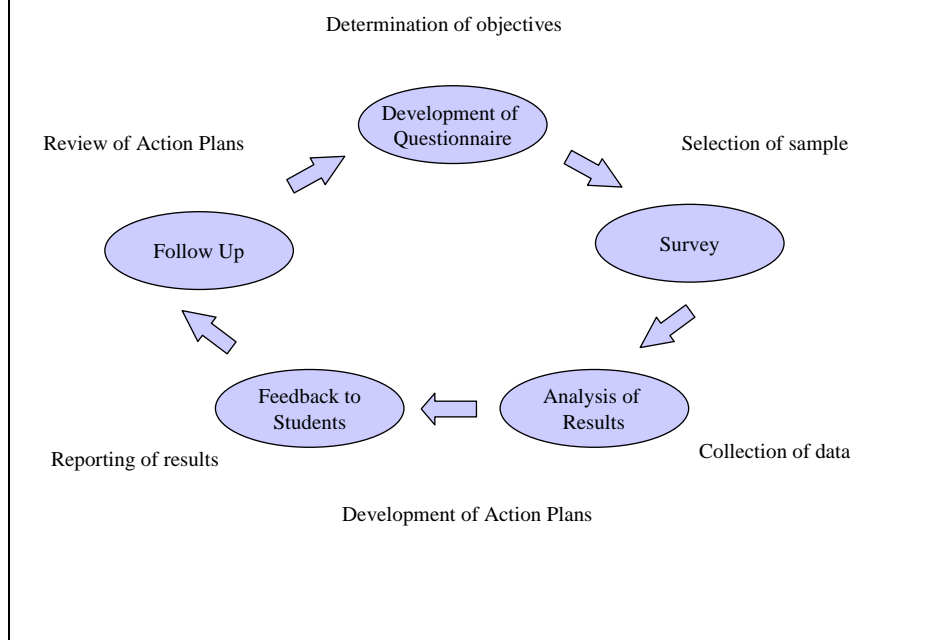 Determination of objectives
Development of
Questionnaire
Review of Action Plans
Selection of sample
Follow Up
Survey
Feedback to
Students
Analysis of
Results
Reporting of results
Collection of data
Development of Action Plans